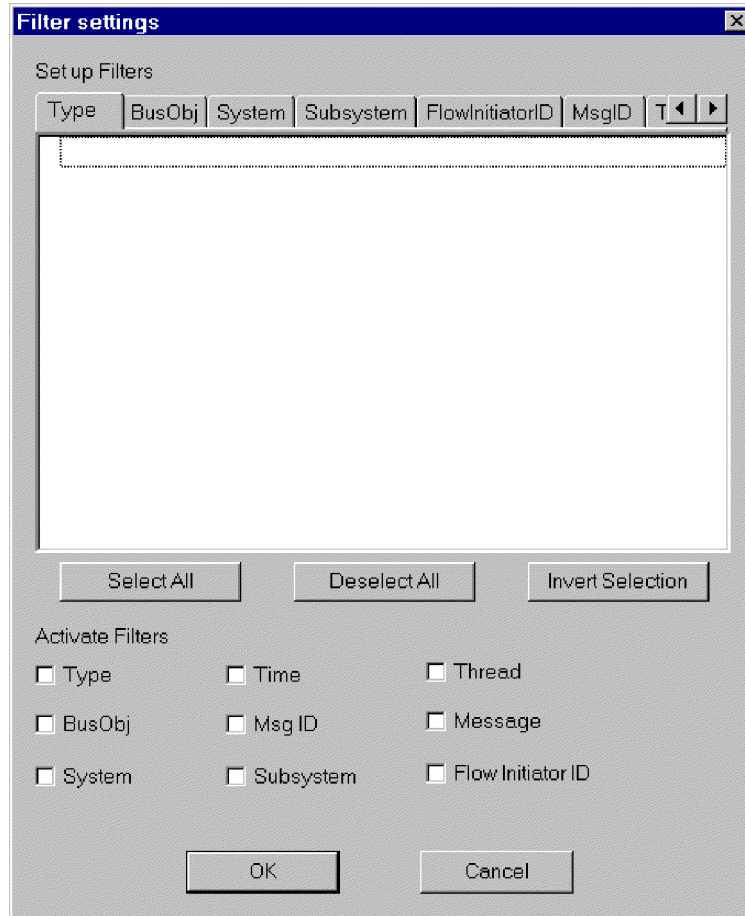 Filter settings
Set up Filters
Type BusObj System Subsystem FlowInitiatorID MsgID T
Select All Deselect All Invert Selection
Activate Filters
Type Time Thread
BusObj Msg ID Message
System Subsystem Flow Initiator ID
OK Cancel